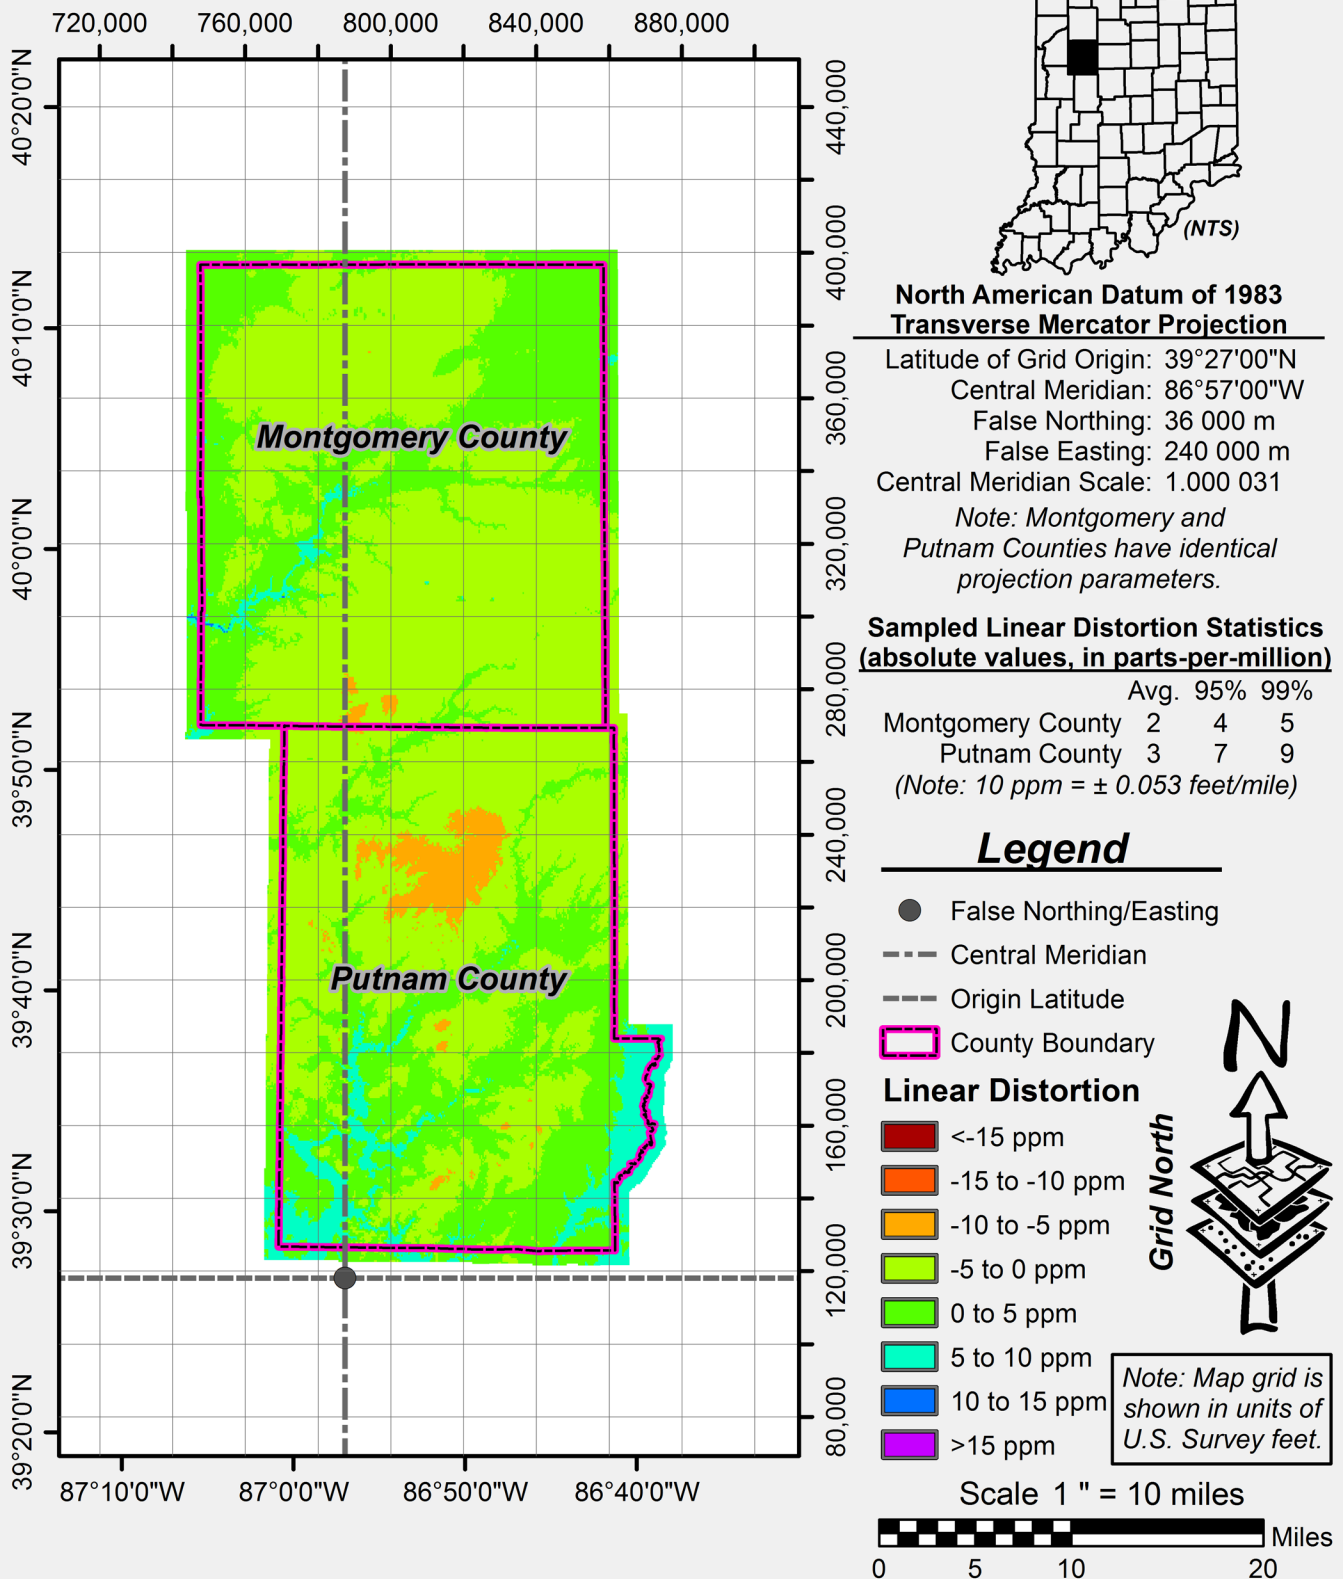 720,000
760,000
800,000
840,000
880,000
40°20'0"N
40°10'0"N
40°0'0"N
39°50'0"N
39°40'0"N
39°30'0"N
39°20'0"N
440,000
400,000
360,000
320,000
280,000
240,000
200,000
160,000
120,000
80,000
87°10'0"W
87°0'0"W
86°50'0"W
86°40'0"W
Montgomery County
Putnam County
(NTS)
North American Datum of 1983
Transverse Mercator Projection
Latitude of Grid Origin: 39°27'00"N
Central Meridian: 86°57'00"W
False Northing: 36 000 m
False Easting: 240 000 m
Central Meridian Scale: 1.000 031
Note: Montgomery and
Putnam Counties have identical
projection parameters.
Sampled Linear Distortion Statistics
(absolute values, in parts-per-million)
Avg. 95% 99%
Montgomery County 2 4 5
Putnam County 3 7 9
(Note: 10 ppm = ± 0.053 feet/mile)
Legend
False Northing/Easting
Central Meridian
Origin Latitude
County Boundary
Linear Distortion
<-15 ppm
-15 to -10 ppm
-10 to -5 ppm
-5 to 0 ppm
0 to 5 ppm
5 to 10 ppm
10 to 15 ppm
>15 ppm
N
Grid North
Note: Map grid is
shown in units of
U.S. Survey feet.
Scale 1 " = 10 miles
Miles
0 5 10 20